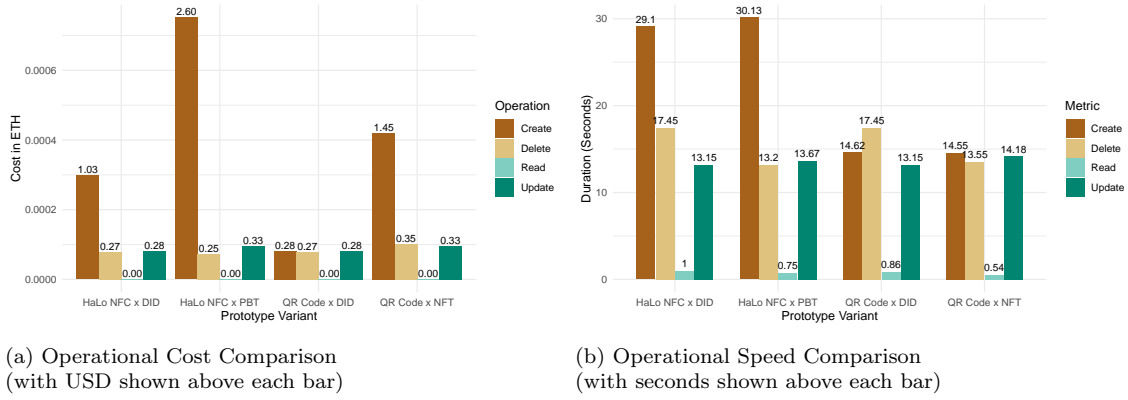 2.60
0.0006
0.0004
0.0002
0.0000
Cost in ETH
1.03
0.27
0.00
0.28
0.25
0.00
0.33
0.28
0.27
0.00
0.28
1.45
0.35
0.00
0.33
HaLo NFC x DID
HaLo NFC x PBT
QR Code x DID
QR Code x NFT
Prototype Variant
Operation
Create
Delete
Read
Update
(a) Operational Cost Comparison
(with USD shown above each bar)
30
20
10
0
Duration (Seconds)
29.1
17.45
1
13.15
30.13
13.2
0.75
13.67
14.62
17.45
0.86
13.15
14.55
13.55
0.54
14.18
HaLo NFC x DID
HaLo NFC x PBT
QR Code x DID
QR Code x NFT
Prototype Variant
Metric
Create
Delete
Read
Update
(b) Operational Speed Comparison
(with seconds shown above each bar)